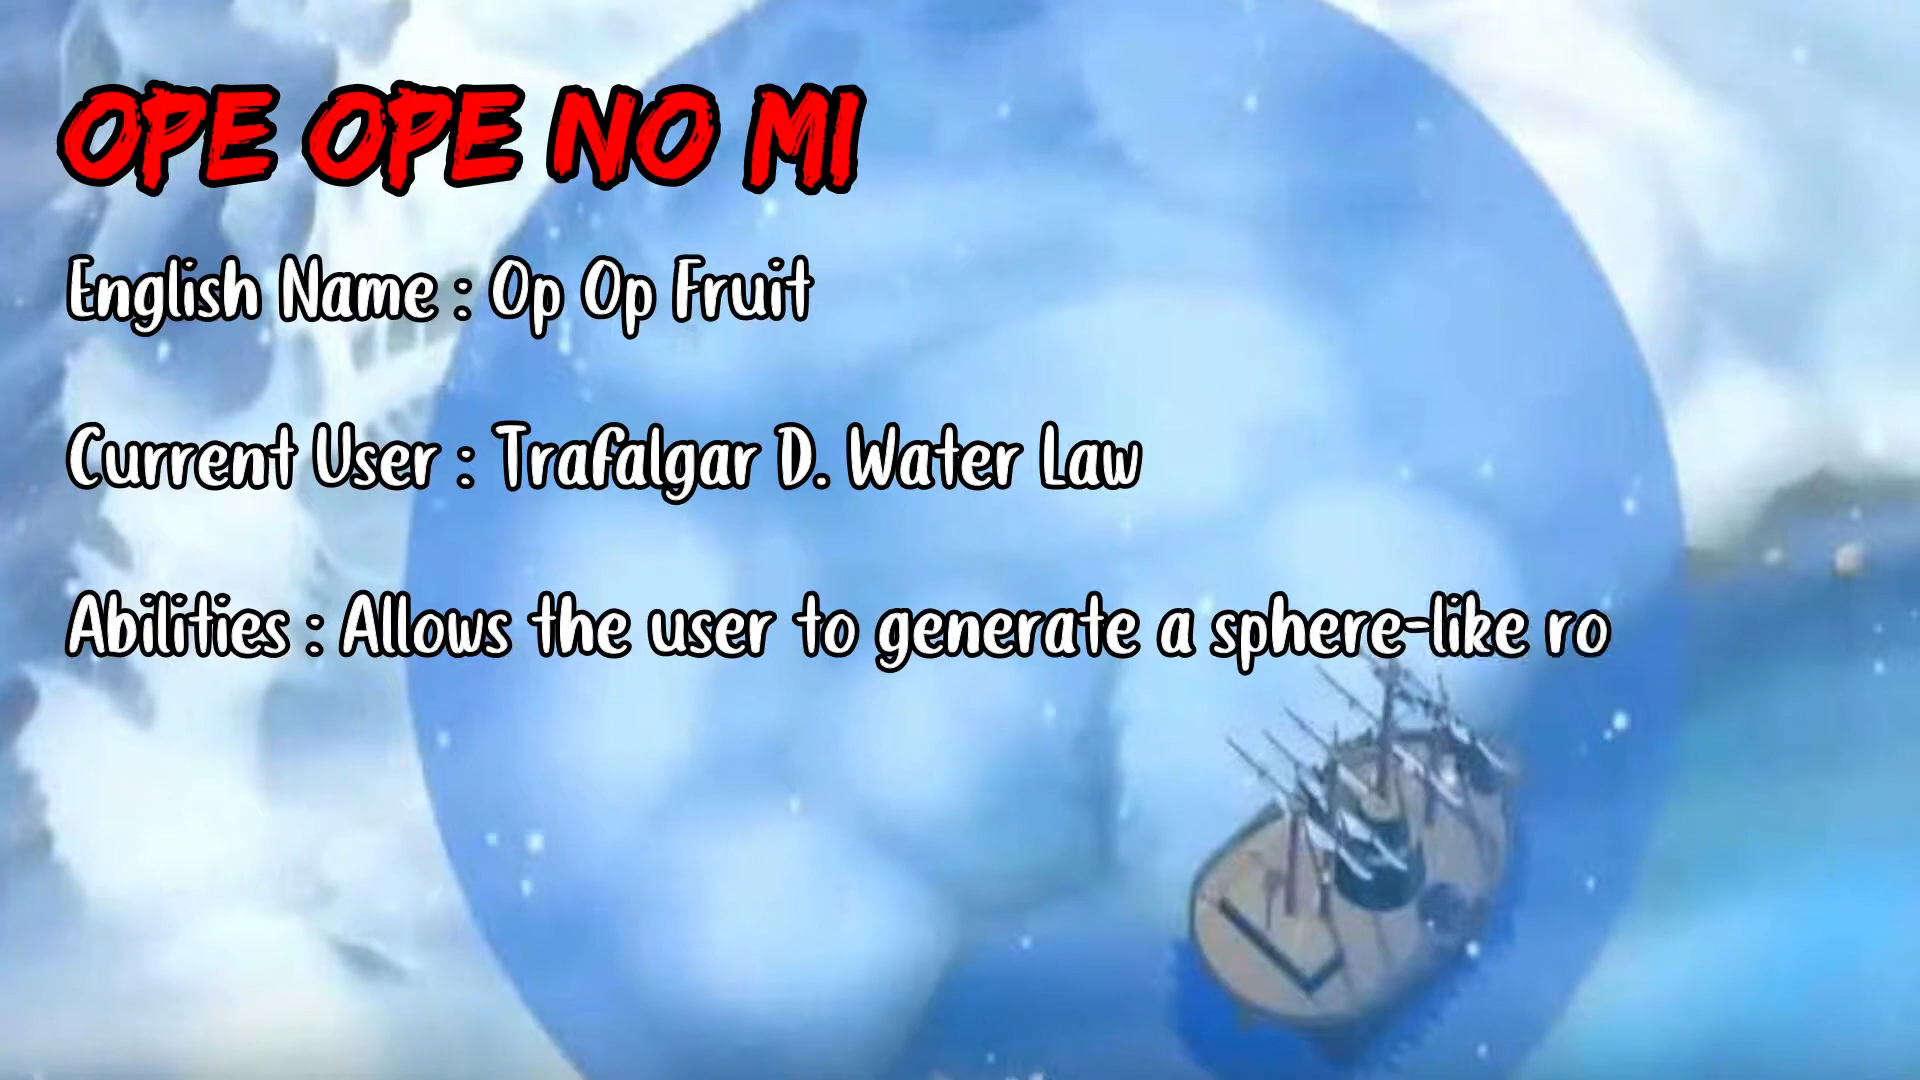 OPE OPE NO MI
English Name : Op Op Fruit
Current User : Trafalgar D. Water Law
Abilities : Allows the user to generate a sphere-like ro